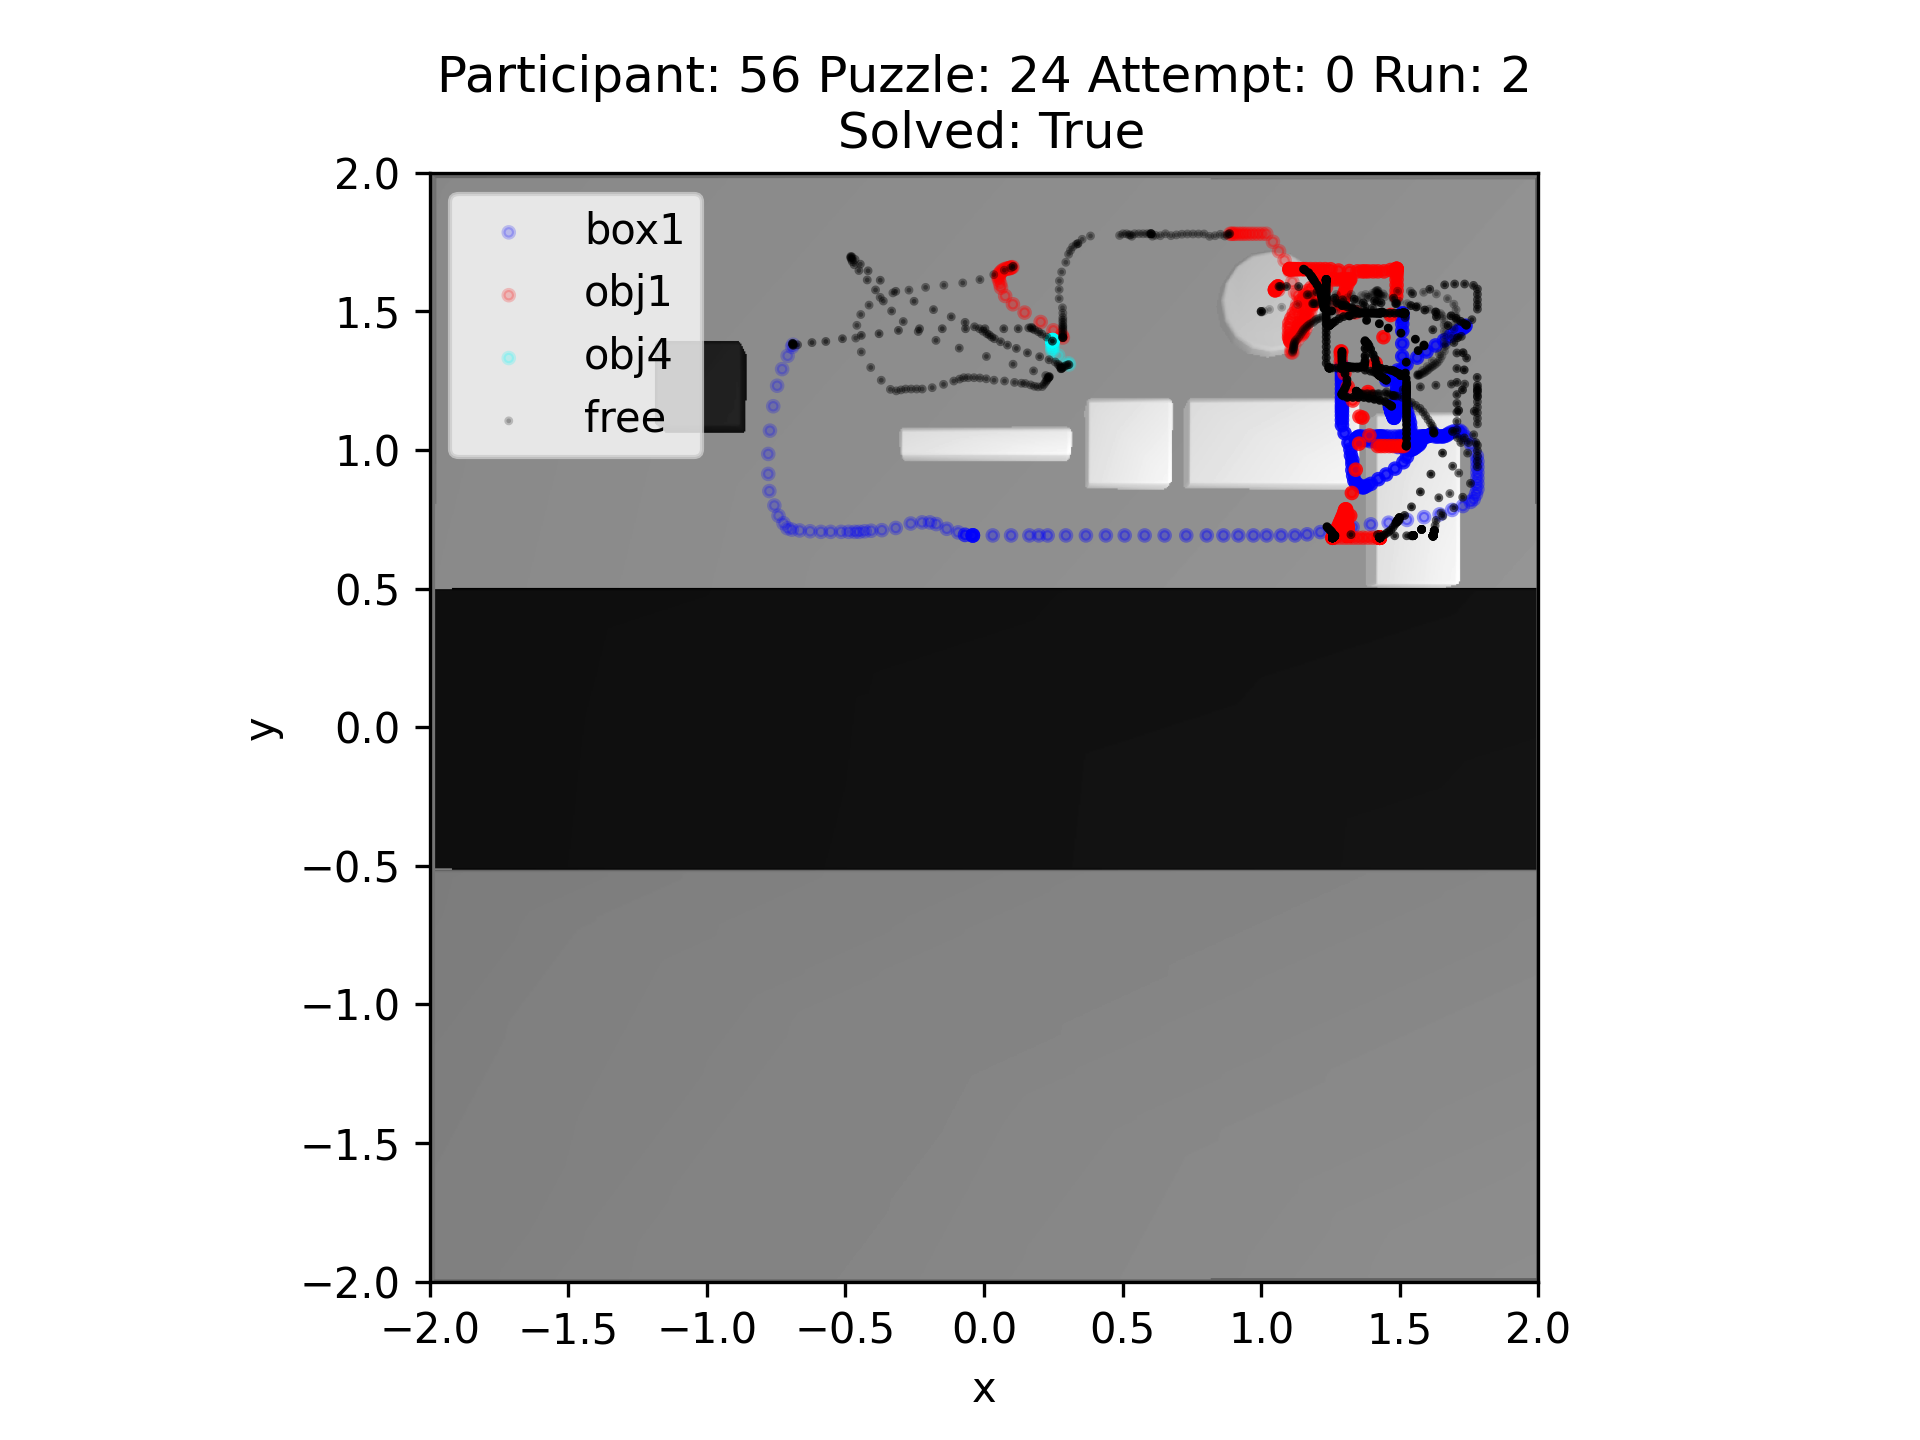 Participant: 56 Puzzle: 24 Attempt: 0 Run: 2
Solved: True
2.0
1.5
1.0
0.5
0.0
−0.5
−1.0
−1.5
−2.0
y
box1
obj1
obj4
free
−2.0 −1.5 −1.0 −0.5 0.0 0.5 1.0 1.5 2.0
x